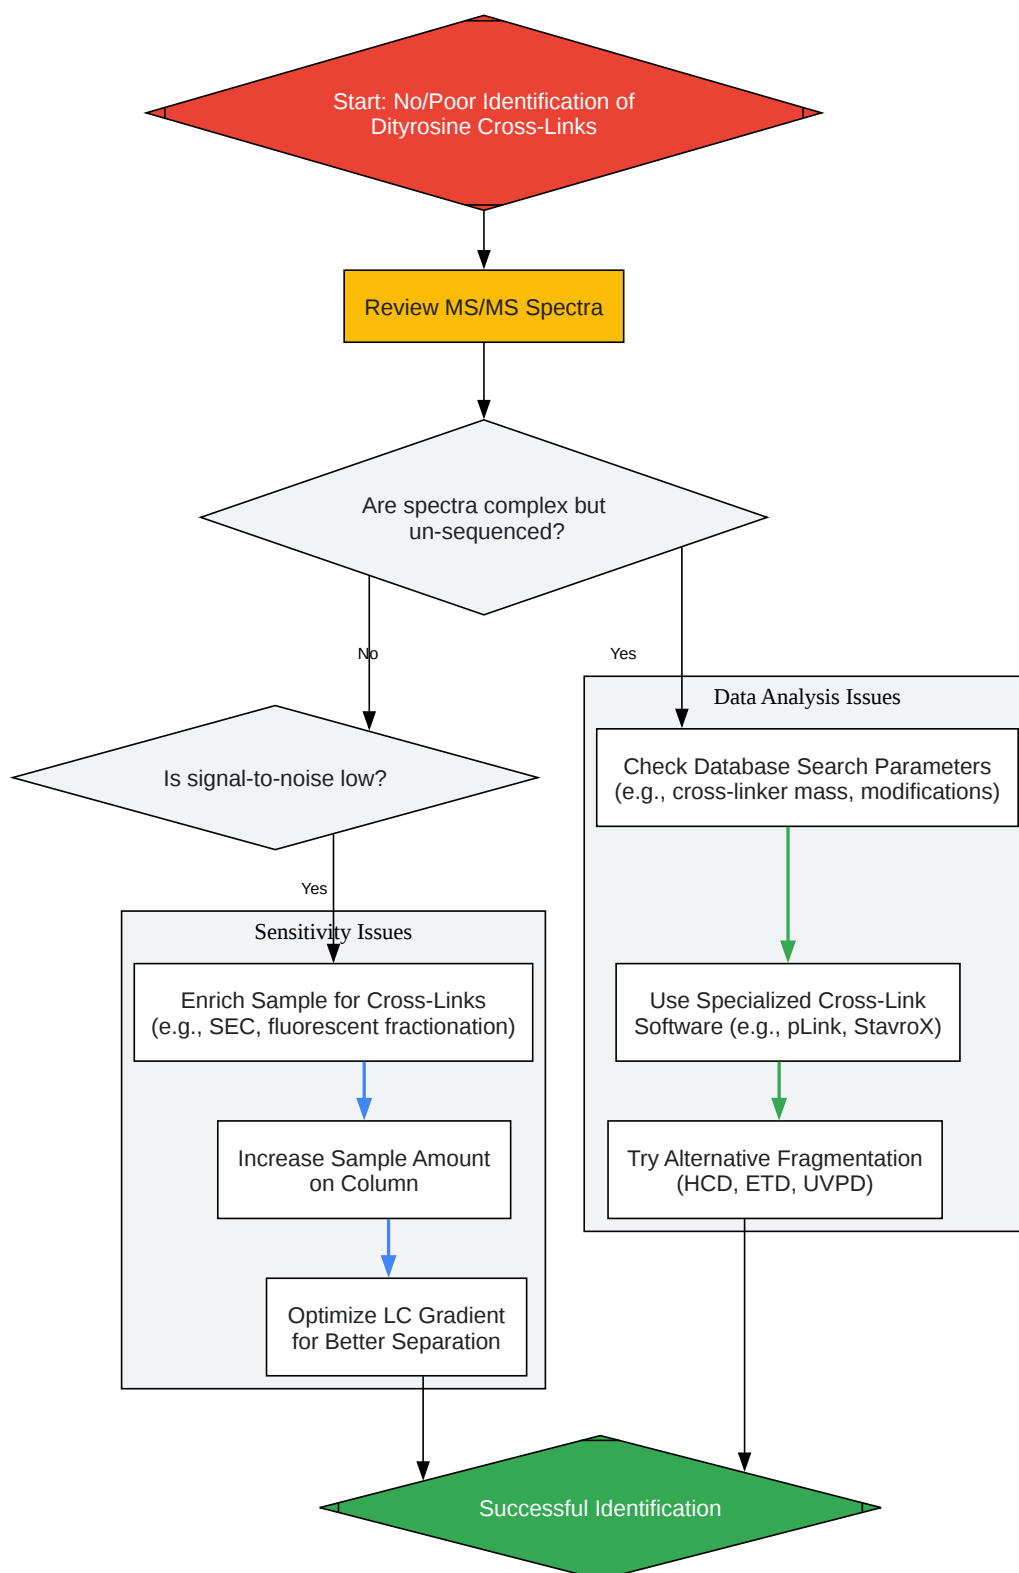 Start: No/Poor Identification of
Dityrosine Cross-Links
Review MS/MS Spectra
Are spectra complex but
un-sequenced?
No
Yes
Data Analysis Issues
Is signal-to-noise low?
Check Database Search Parameters
(e.g., cross-linker mass, modifications)
Yes
Sensitivity Issues
Enrich Sample for Cross-Links
(e.g., SEC, fluorescent fractionation)
Use Specialized Cross-Link
Software (e.g., pLink, StavroX)
Increase Sample Amount
on Column
Try Alternative Fragmentation
(HCD, ETD, UVPD)
Optimize LC Gradient
for Better Separation
Successful Identification